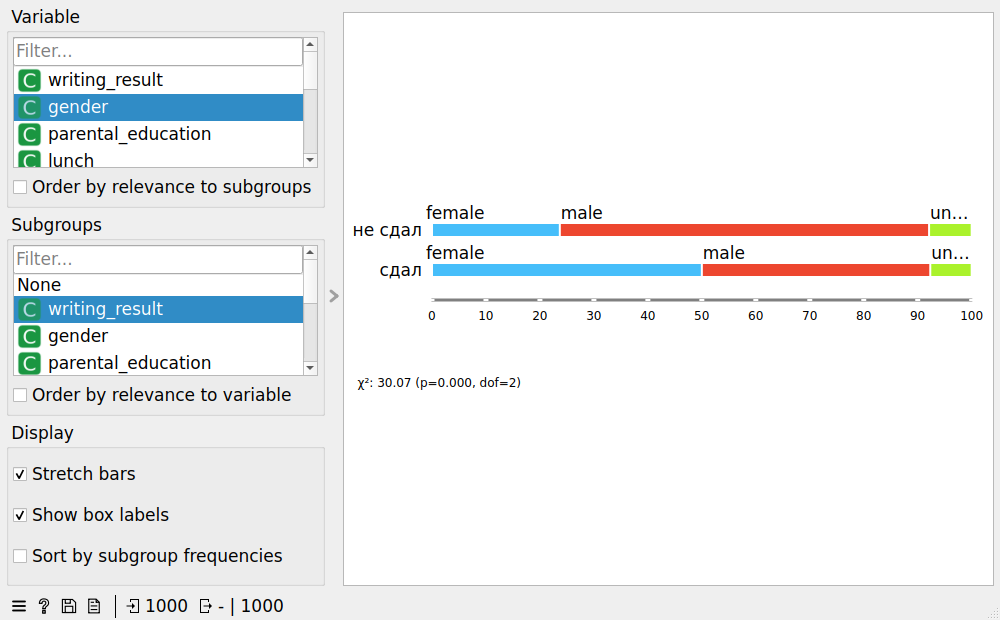 Variable
Filter...
writing_result
gender
parental_education
lunch
Order by relevance to subgroups
Subgroups
Filter...
None
writing_result
gender
parental_education
Order by relevance to variable
Display
Stretch bars
Show box labels
Sort by subgroup frequencies
1000 - | 1000
female male un...
не сдал
female male un...
сдал
0 10 20 30 40 50 60 70 80 90 100
χ²: 30.07 (p=0.000, dof=2)